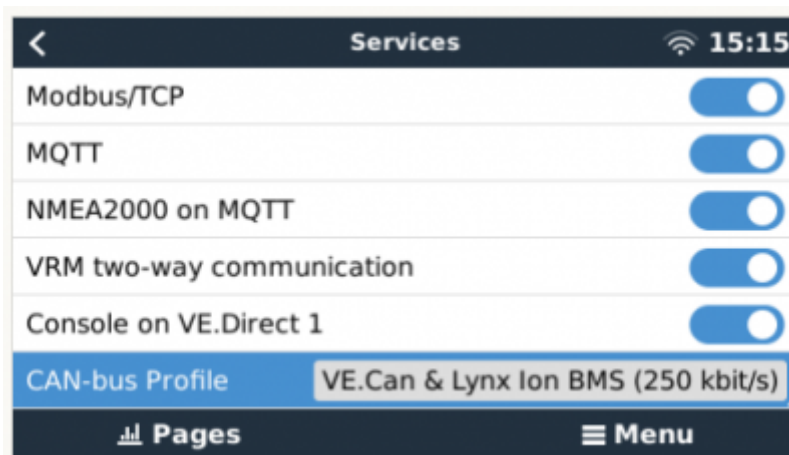 Services 15:15
Modbus/TCP
MQTT
NMEA2000 on MQTT
VRM two-way communication
Console on VE.Direct 1
CAN-bus Profile VE.Can & Lynx Ion BMS (250 kbit/s)
Pages Menu